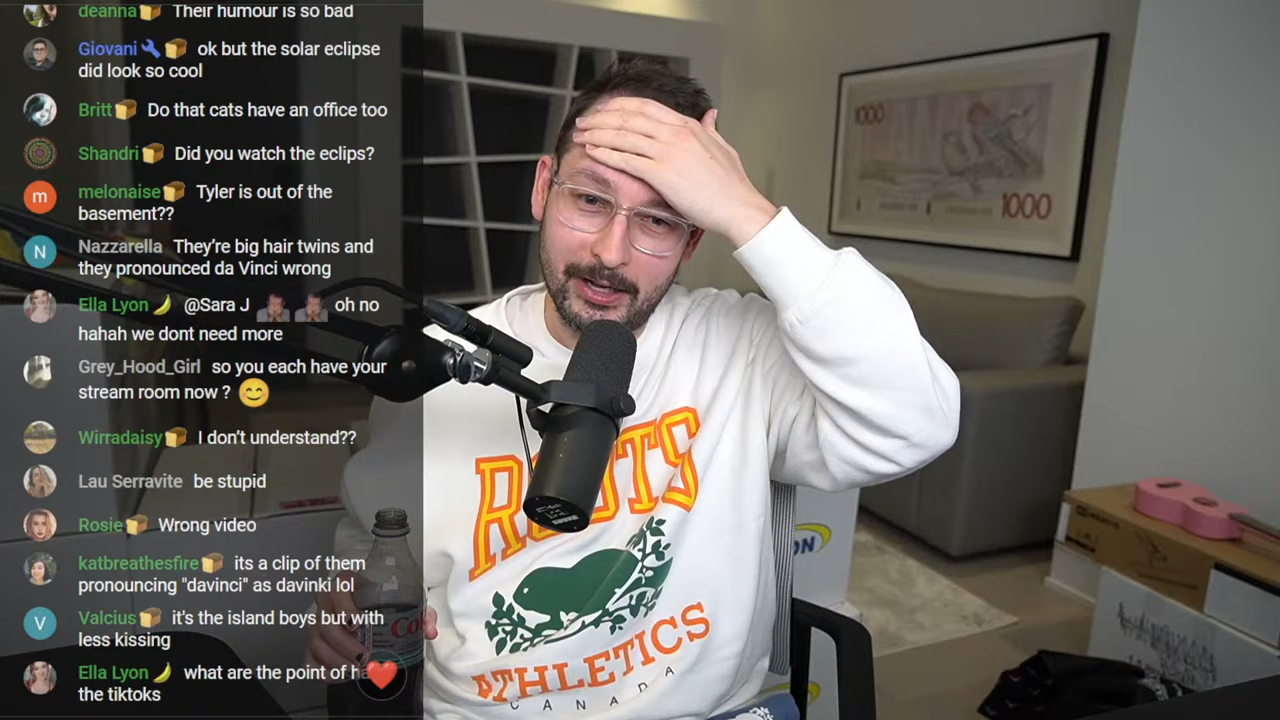 deanna Their humour is so bad
Giovani ok but the solar eclipse
did look so cool
Britt Do that cats have an office too
Shandri Did you watch the eclips?
m melonaise Tyler is out of the
basement??
N Nazzarella They're big hair twins and
they pronounced da Vinci wrong
Ella Lyon @Sara J oh no
hahah we dont need more
Grey_Hood_Girl so you each have your
stream room now ? 😊
Wirradaisy I don't understand??
Lau Serravite be stupid
Rosie Wrong video
katbreathesfire its a clip of them
pronouncing "davinci" as davinki lol
V Valcius it's the island boys but with
less kissing
Ella Lyon what are the point of
the tiktoks
1000
1000
ROOTS
ATHLETICS
CANADA
ON